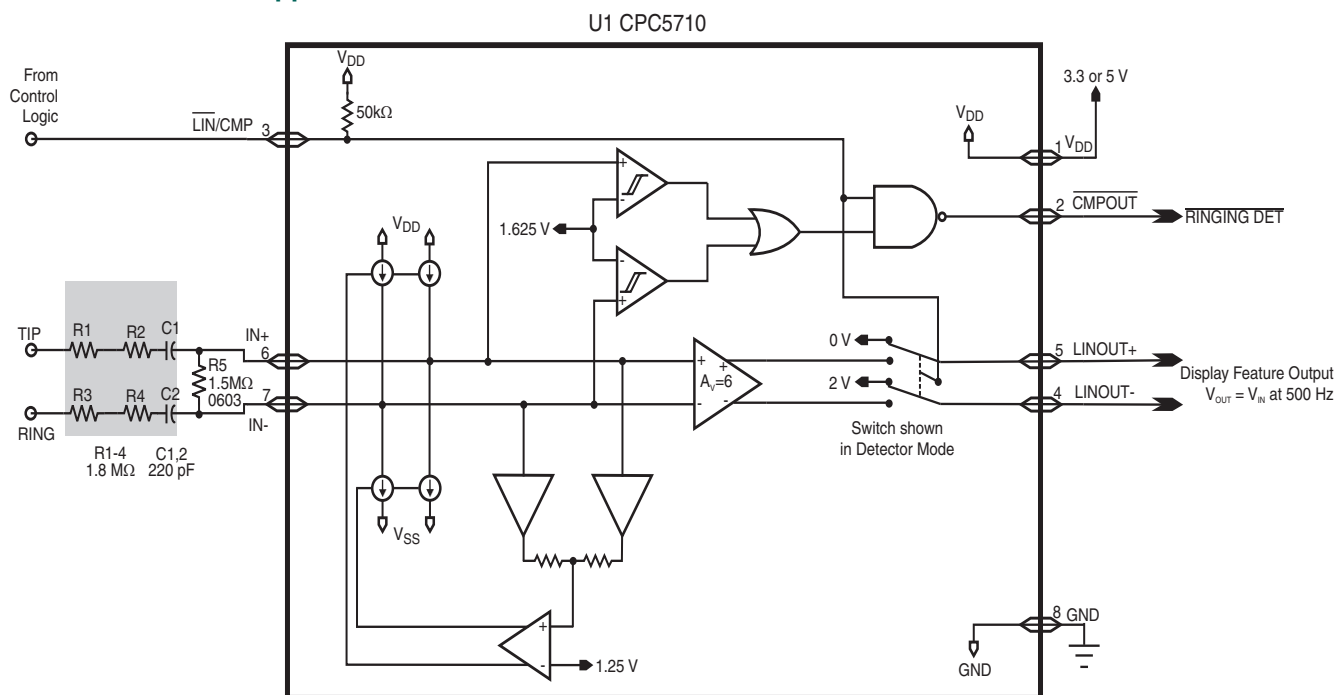 U1 CPC5710
From
Control
Logic
LIN/CMP 3
VDD
50kΩ
VDD
3.3 or 5 V
1 VDD
2 CMPOUT
RINGING DET
+
-
1.625 V
-
+
VDD
TIP
R1 R2 C1
IN+
6
R5
1.5MΩ
0603
R3 R4 C2
7
IN-
RING
R1-4 C1,2
1.8 MΩ 220 pF
+ +
AV=6
- -
0 V
2 V
5 LINOUT+
4 LINOUT-
Display Feature Output
VOUT = VIN at 500 Hz
Switch shown
in Detector Mode
VSS
+
-
1.25 V
8 GND
GND